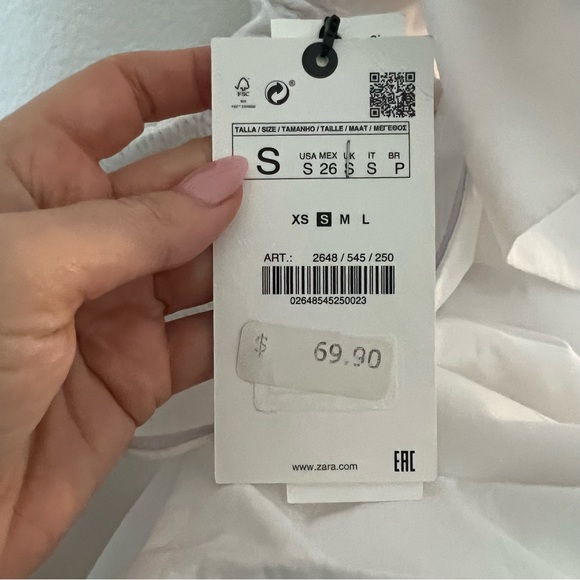 FSC
®
TALLA / SIZE / TAMANHO / TAILLE / MAAT / ΜΕΓΕΘΟΣ
S
USA MEX UK IT BR
S 26 S S P
XS S M L
ART.: 2648 / 545 / 250
02648545250023
$ 69.90
www.zara.com
EAC